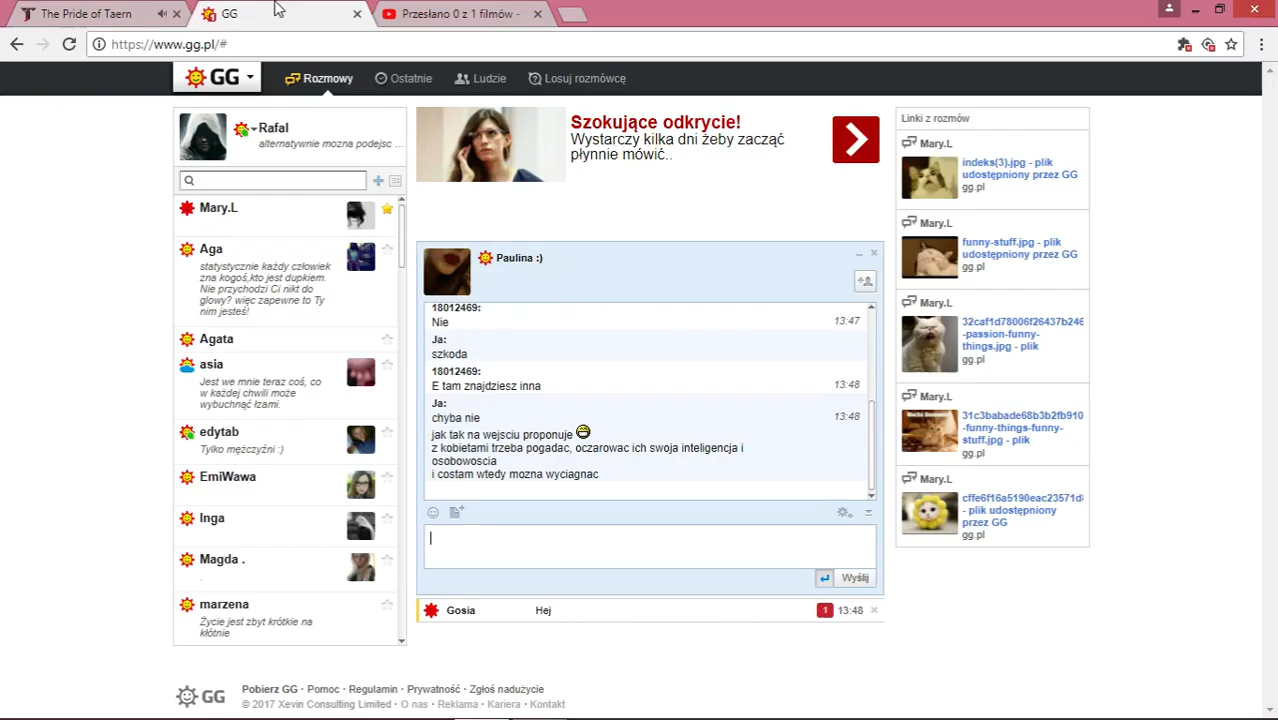 The Pride of Taern
GG
Przesłano 0 z 1 filmów -
https://www.gg.pl/#
GG
Rozmowy
Ostatnie
Ludzie
Losuj rozmówcę
Rafal
alternatywnie mozna podejsc ...
Mary.L
Aga
statystycznie każdy człowiek
zna kogoś,kto jest dupkiem.
Nie przychodzi Ci nikt do
glowy? więc zapewne to Ty
nim jesteś!
Agata
asia
Jest we mnie teraz coś, co
w każdej chwili może
wybuchnąć łzami.
edytab
Tylko mężczyźni :)
EmiWawa
Inga
Magda .
.
marzena
Życie jest zbyt krótkie na
kłótnie
Szokujące odkrycie!
Wystarczy kilka dni żeby zacząć
płynnie mówić..
Paulina :)
18012469:
Nie 13:47
Ja:
szkoda
18012469:
E tam znajdziesz inna 13:48
Ja:
chyba nie 13:48
jak tak na wejsciu proponuje
z kobietami trzeba pogadac, oczarowac ich swoja inteligencja i
osobowoscia
i costam wtedy mozna wyciagnac
Wyślij
Gosia Hej 1 13:48
Linki z rozmów
Mary.L
indeks(3).jpg - plik
udostępniony przez GG
gg.pl
Mary.L
funny-stuff.jpg - plik
udostępniony przez GG
gg.pl
Mary.L
32caf1d78006f26437b246
-passion-funny-
things.jpg - plik
gg.pl
Mary.L
31c3babade68b3b2fb910
-funny-things-funny-
stuff.jpg - plik
gg.pl
Mary.L
cffe6f16a5190eac23571d
- plik udostępniony
przez GG
gg.pl
GG
Pobierz GG · Pomoc · Regulamin · Prywatność · Zgłoś nadużycie
© 2017 Xevin Consulting Limited · O nas · Reklama · Kariera · Kontakt